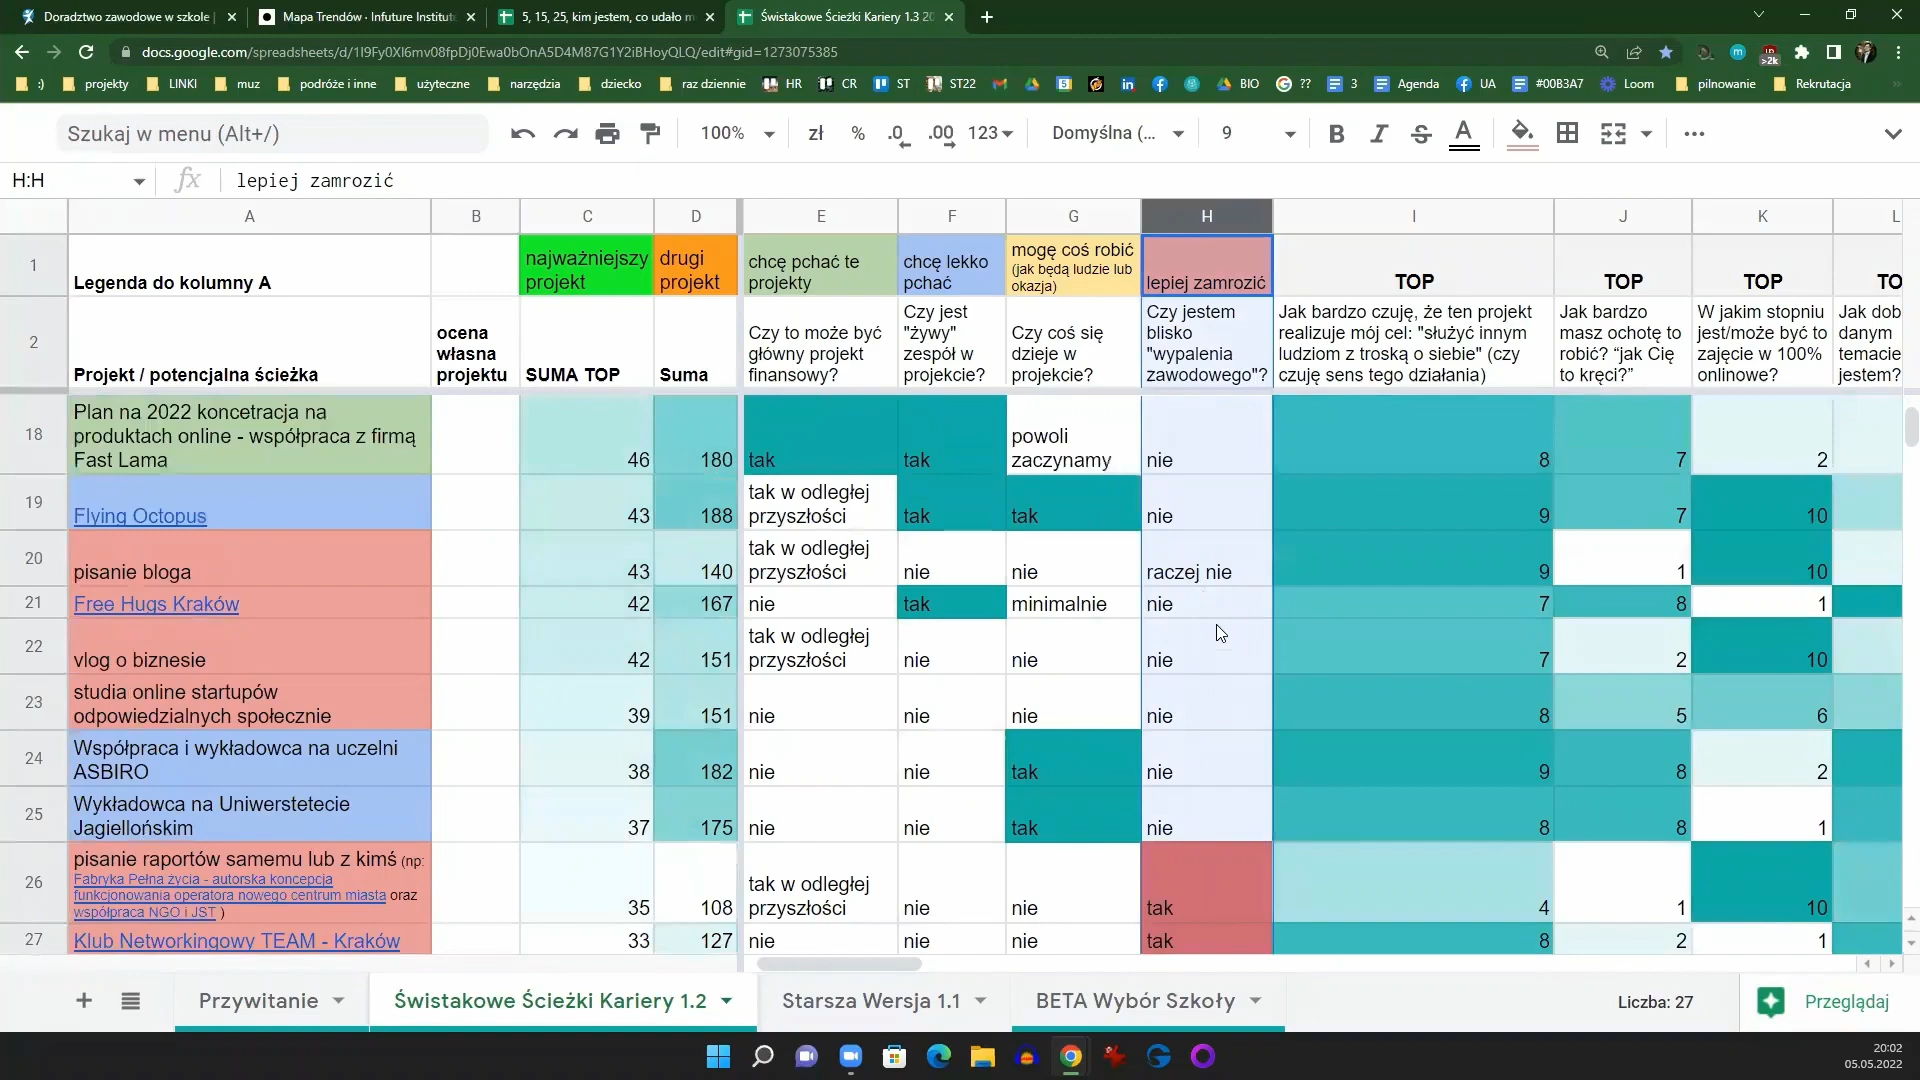 Doradztwo zawodowe w szkole
Mapa Trendów · Infuture Institute
5, 15, 25, kim jestem, co udało m
Świstakowe Ścieżki Kariery 1.3 20
docs.google.com/spreadsheets/d/1I9Fy0Xl6mv08fpDj0Ewa0bOnA5D4M87G1Y2iBHoyQLQ/edit#gid=1273075385
>2k
:) projekty LINKI muz podróże i inne użyteczne narzędzia dziecko raz dziennie HR CR ST ST22 BIO ?? 3 Agenda UA #00B3A7 Loom pilnowanie Rekrutacja
Szukaj w menu (Alt+/) 100% zł % .0 .00 123 Domyślna (... 9 B I S A
H:H fx lepiej zamrozić
A B C D E F G H I J K L
1
Legenda do kolumny A
najważniejszy
projekt
drugi
projekt
chcę pchać te
projekty
chcę lekko
pchać
mogę coś robić
(jak będą ludzie lub
okazja)
lepiej zamrozić
TOP
TOP
TOP
TO
2
Projekt / potencjalna ścieżka
ocena
własna
projektu
SUMA TOP
Suma
Czy to może być
główny projekt
finansowy?
Czy jest
"żywy"
zespół w
projekcie?
Czy coś się
dzieje w
projekcie?
Czy jestem
blisko
"wypalenia
zawodowego"?
Jak bardzo czuję, że ten projekt
realizuje mój cel: "służyć innym
ludziom z troską o siebie" (czy
czuję sens tego działania)
Jak bardzo
masz ochotę to
robić? “jak Cię
to kręci?”
W jakim stopniu
jest/może być to
zajęcie w 100%
onlinowe?
Jak dob
danym
temacie
jestem?
18
Plan na 2022 koncetracja na
produktach online - współpraca z firmą
Fast Lama
46 180 tak tak
powoli
zaczynamy
nie 8 7 2
19
Flying Octopus
43 188
tak w odległej
przyszłości
tak tak nie 9 7 10
20
pisanie bloga
43 140
tak w odległej
przyszłości
nie nie raczej nie 9 1 10
21 Free Hugs Kraków 42 167 nie tak minimalnie nie 7 8 1
22
vlog o biznesie
42 151
tak w odległej
przyszłości
nie nie nie 7 2 10
23
studia online startupów
odpowiedzialnych społecznie
39 151 nie nie nie nie 8 5 6
24
Współpraca i wykładowca na uczelni
ASBIRO
38 182 nie nie tak nie 9 8 2
25
Wykładowca na Uniwerstetecie
Jagiellońskim
37 175 nie nie tak nie 8 8 1
26
pisanie raportów samemu lub z kimś (np:
Fabryka Pełna życia - autorska koncepcja
funkcjonowania operatora nowego centrum miasta oraz
współpraca NGO i JST )
35 108
tak w odległej
przyszłości
nie nie tak 4 1 10
27 Klub Networkingowy TEAM - Kraków 33 127 nie nie nie tak 8 2 1
Przywitanie Świstakowe Ścieżki Kariery 1.2 Starsza Wersja 1.1 BETA Wybór Szkoły Liczba: 27 Przeglądaj
20:02
05.05.2022